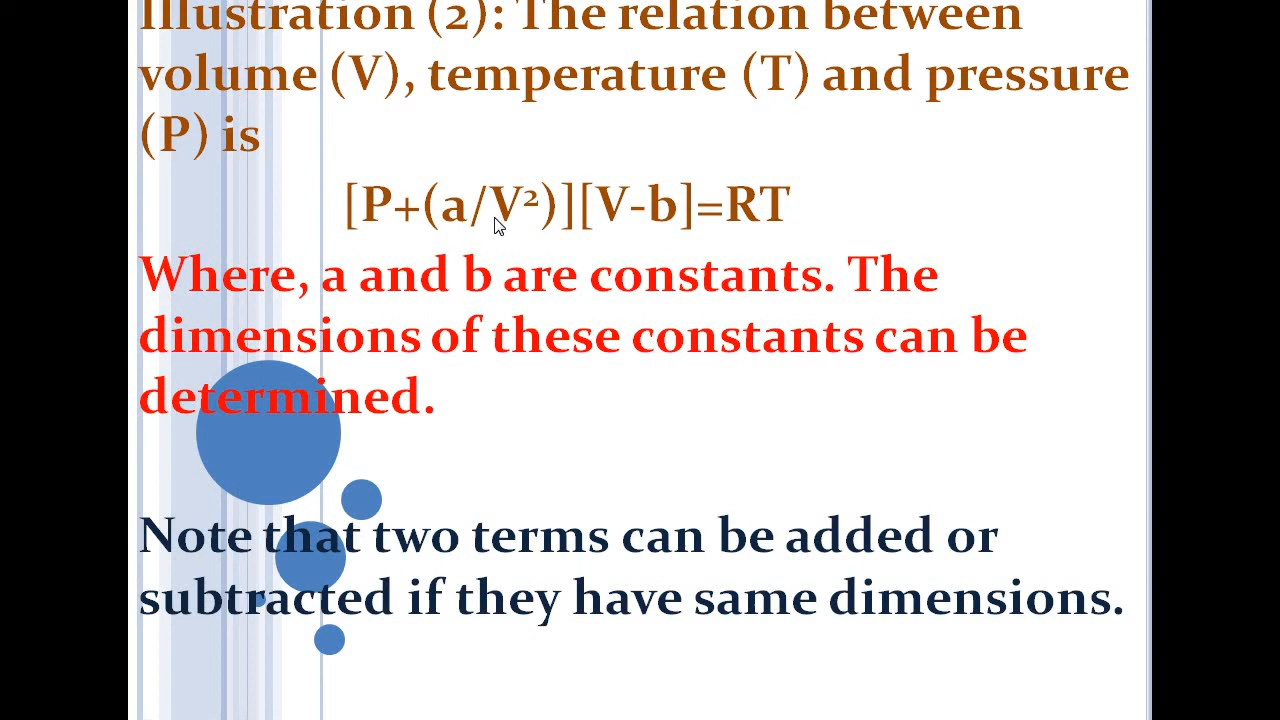 Illustration (2): The relation between
volume (V), temperature (T) and pressure
(P) is
[P+(a/V²)][V-b]=RT
Where, a and b are constants. The
dimensions of these constants can be
determined.
Note that two terms can be added or
subtracted if they have same dimensions.